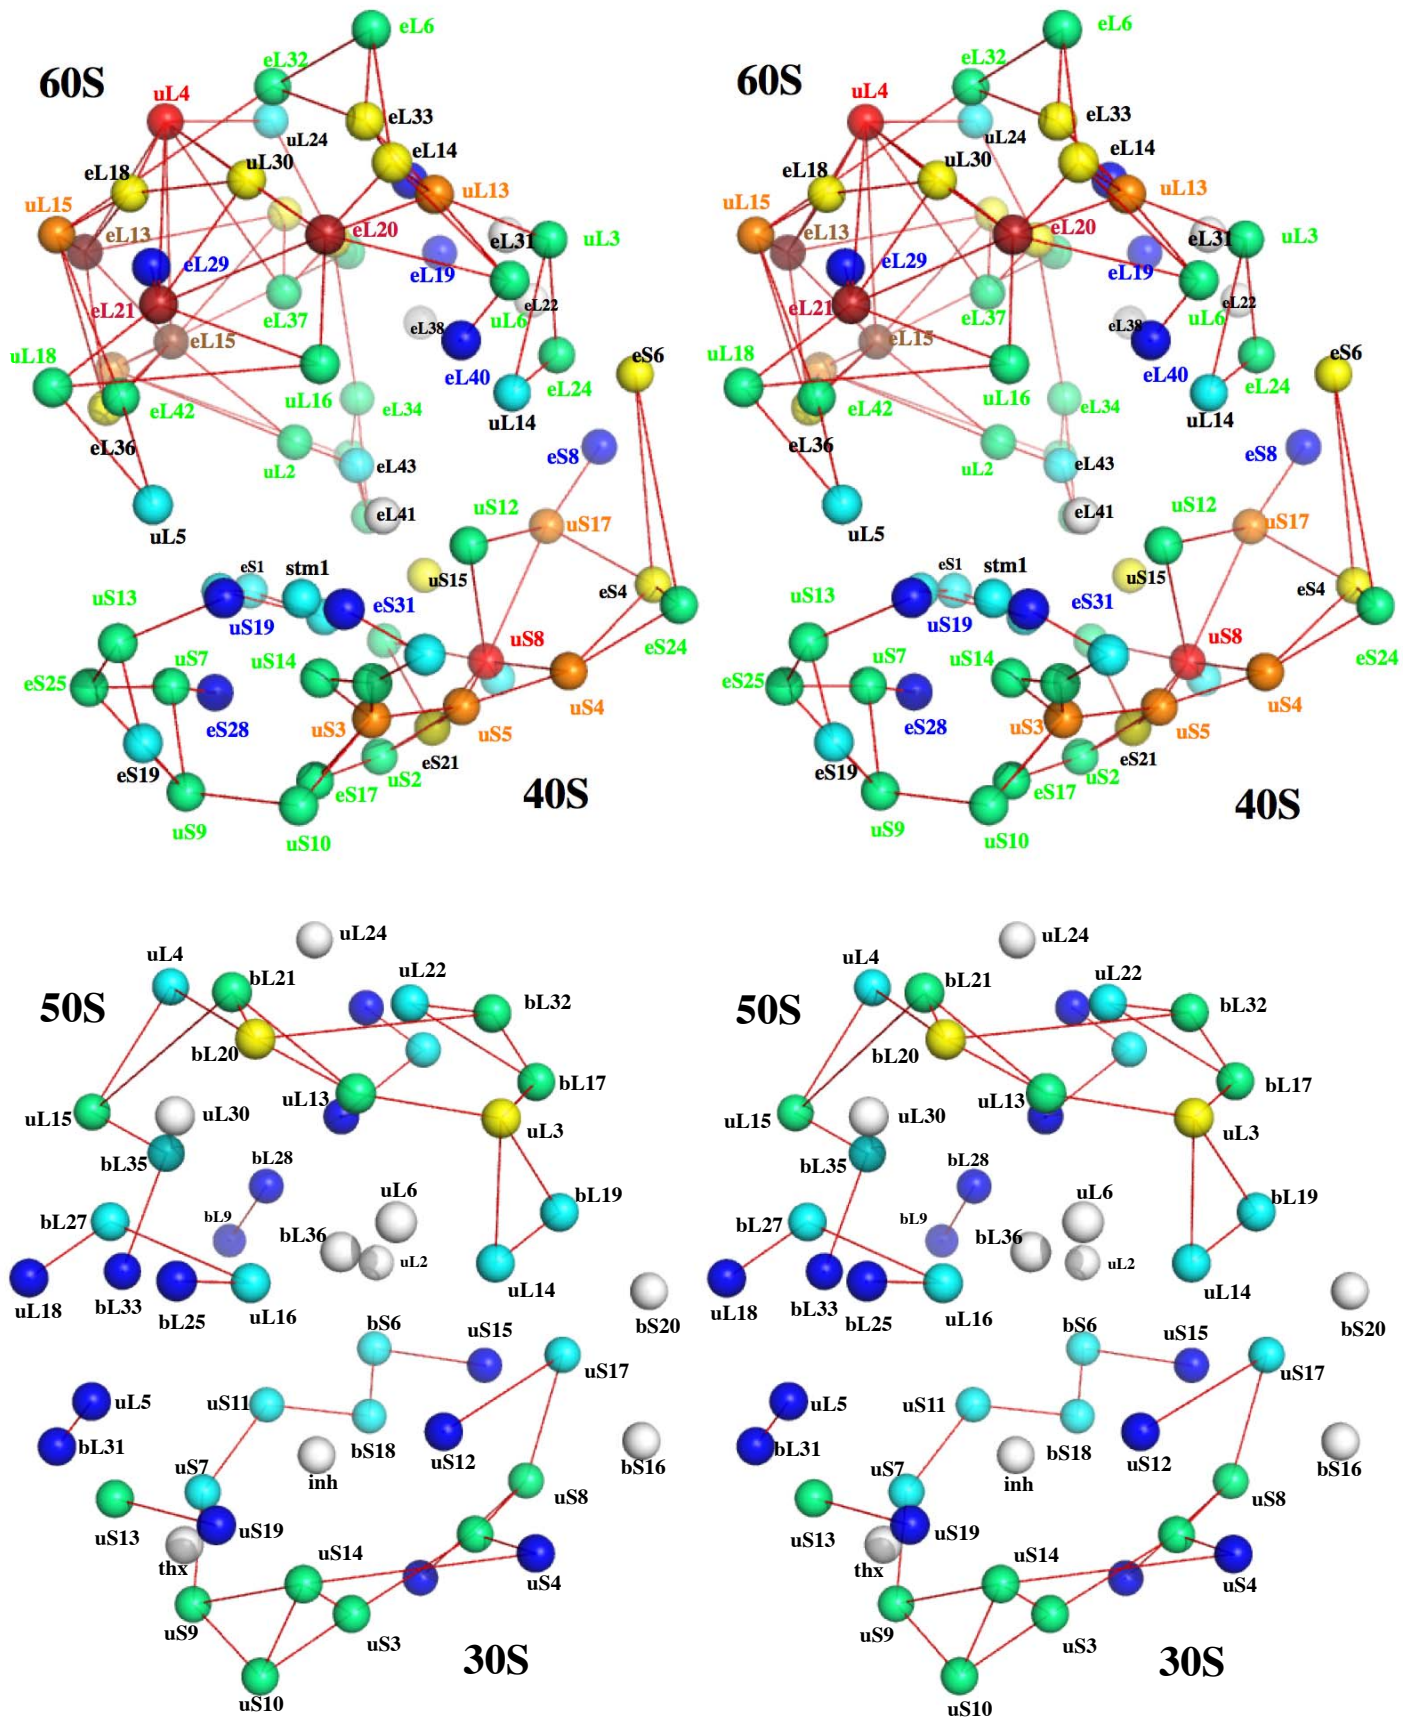 eL6 eL6
eL32 eL32
60S 60S
uL4 uL4
eL33 eL33
uL24 uL24
eL14 eL14
uL30 uL30
eL18 eL18
uL13 uL13
uL15 uL15
eL13 eL20 eL31 uL3 eL13 eL20 eL31 uL3
eL29 eL19 eL29 eL19
eL21 eL37 eL22 eL21 eL37 eL22
uL6 uL6
eL38 eL38
eL15 eL15
uL18 eS6 uL18 eS6
eL40 eL40
eL24 eL24
uL16 uL16
eL42 eL34 eL42 eL34
uL14 uL14
eL36 eL36
eS8 eS8
uL2 eL43 uL2 eL43
uS12 uS12
eL41 uS17 eL41 uS17
uL5 uL5
eS1 stm1 uS15 eS1 stm1 uS15
eS4 eS4
uS13 eS31 uS13 eS31
uS19 uS19
uS8 uS8
eS24 eS24
uS7 uS14 uS7 uS14
eS25 eS25
uS4 uS4
eS28 uS3 uS5 eS28 uS3 uS5
eS19 eS21 eS19 eS21
uS2 uS2
eS17 40S eS17 40S
uS9 uS9
uS10 uS10
uL24 uL24
uL4 uL22 uL4 uL22
bL21 bL21
50S bL32 50S bL32
bL20 bL20
bL17 bL17
uL13 uL13
uL15 uL30 uL15 uL30
uL3 uL3
bL35 bL28 bL35 bL28
uL6 bL19 uL6 bL19
bL27 bL9 bL27 bL9
bL36 bL36
uL2 uL2
uL18 bL33 uL14 uL18 bL33 uL14
bL25 uL16 bL25 uL16
bS20 bS20
bS6 uS15 bS6 uS15
uS17 uS17
uL5 uS11 uL5 uS11
bL31 bS18 bL31 bS18
uS12 uS12
bS16 bS16
uS7 inh uS7 inh
uS8 uS8
uS13 uS19 uS13 uS19
uS14 uS14
thx thx
uS4 uS4
uS9 uS3 uS9 uS3
30S 30S
uS10 uS10